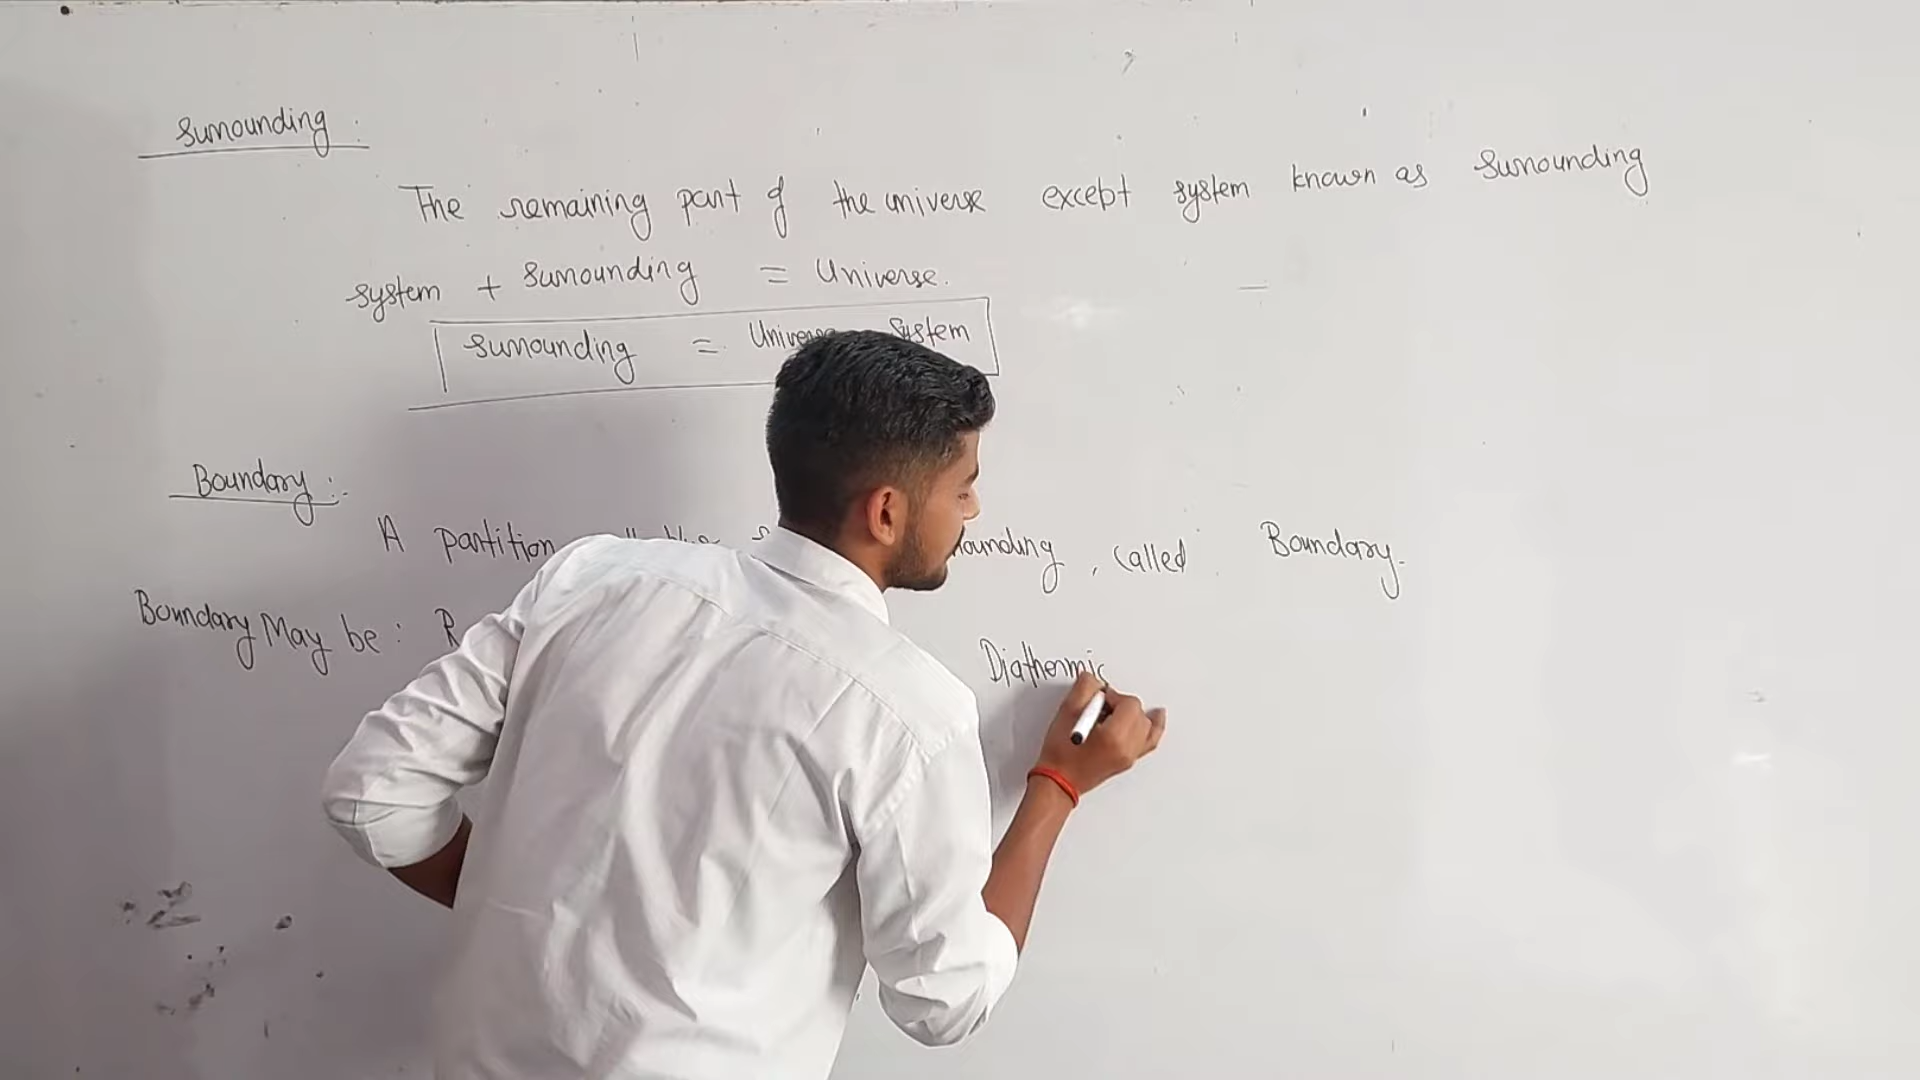 Surrounding :
The remaining part of the universe except system known as Surrounding
System + Surrounding = Universe.
Surrounding = Universe System
Boundary :-
A partition called Boundary.
Boundary May be : R
Diathermic